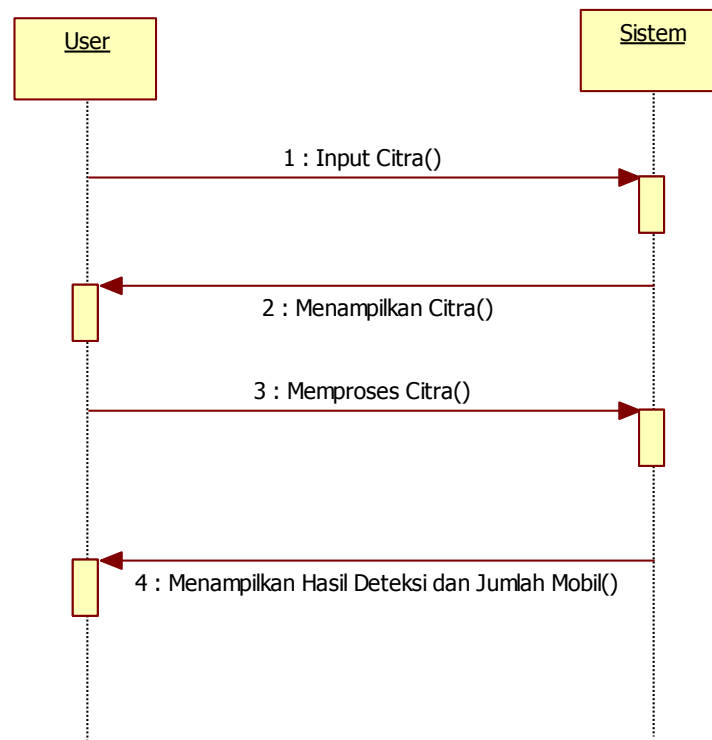 User
Sistem
1 : Input Citra()
2 : Menampilkan Citra()
3 : Memproses Citra()
4 : Menampilkan Hasil Deteksi dan Jumlah Mobil()